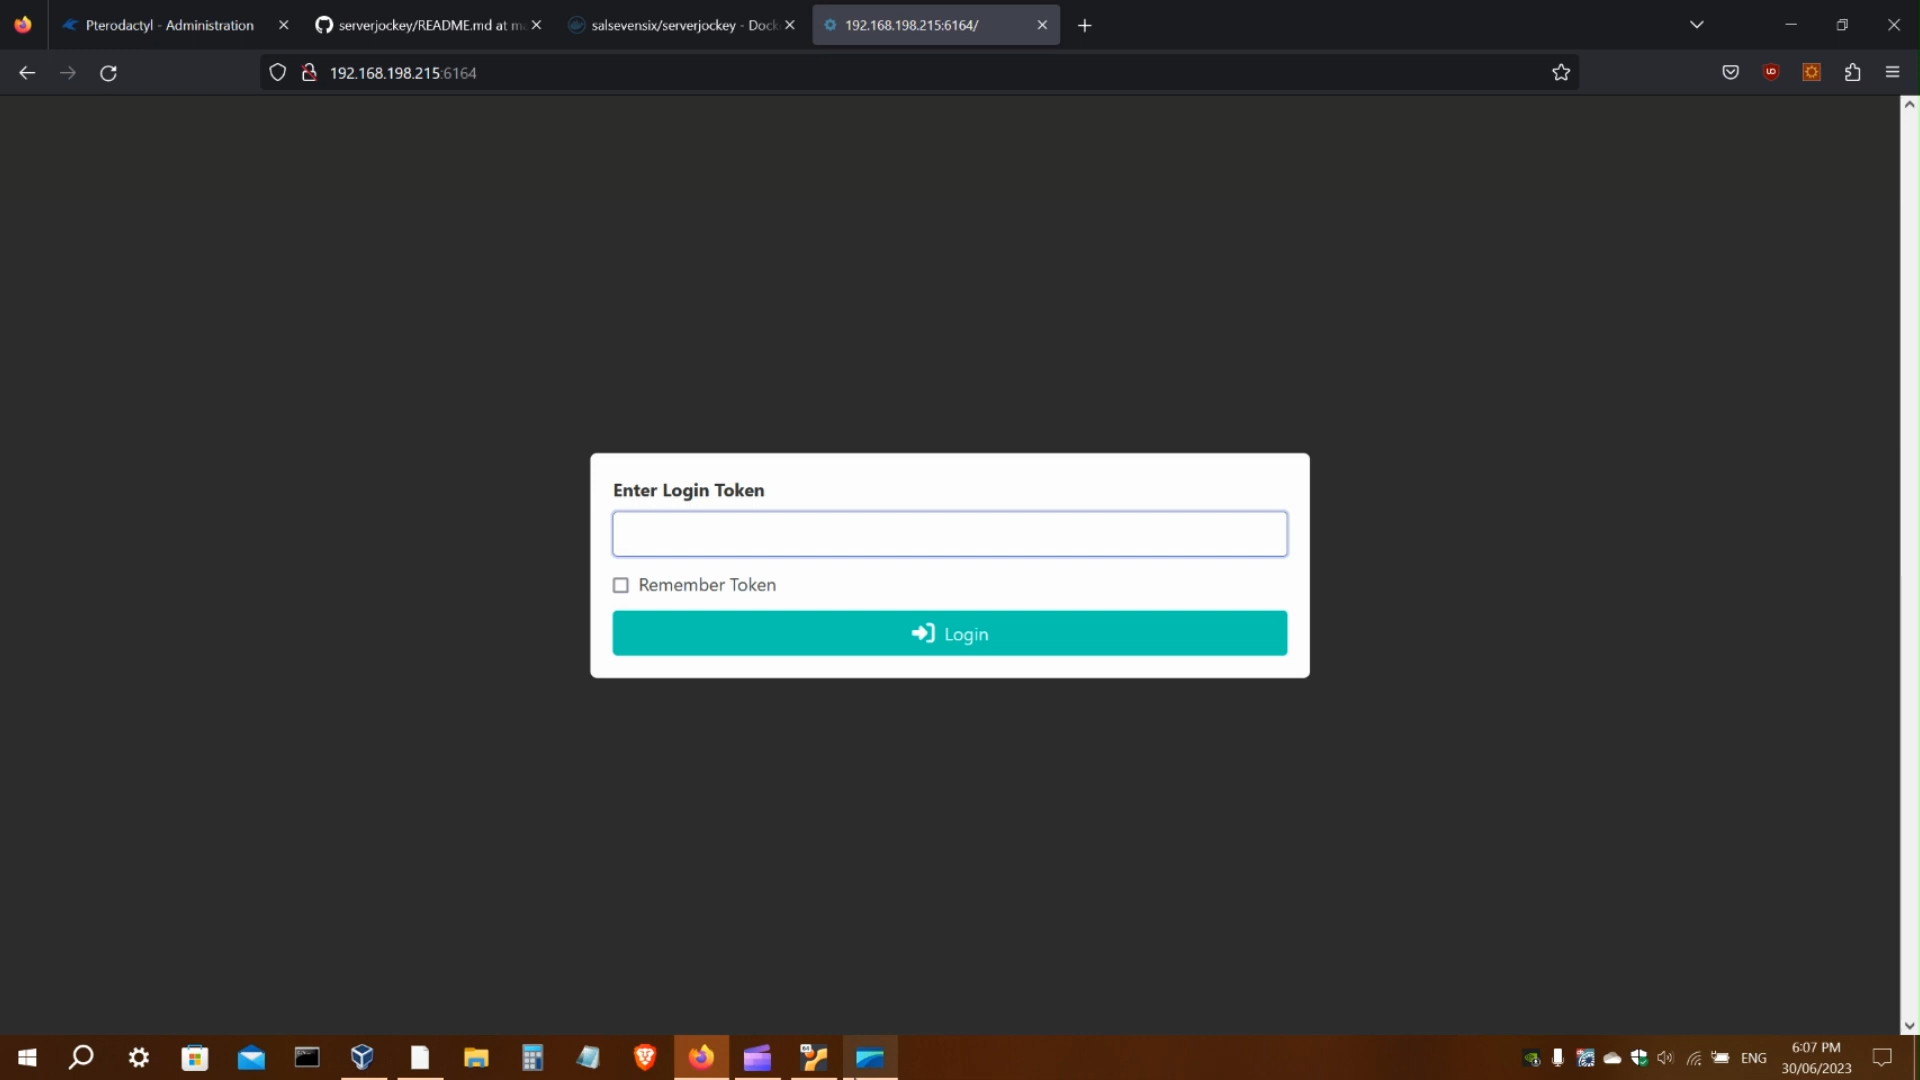 Pterodactyl - Administration
serverjockey/README.md at m
salsevensix/serverjockey - Dock
192.168.198.215:6164/
192.168.198.215:6164
Enter Login Token
Remember Token
Login
ENG
6:07 PM
30/06/2023